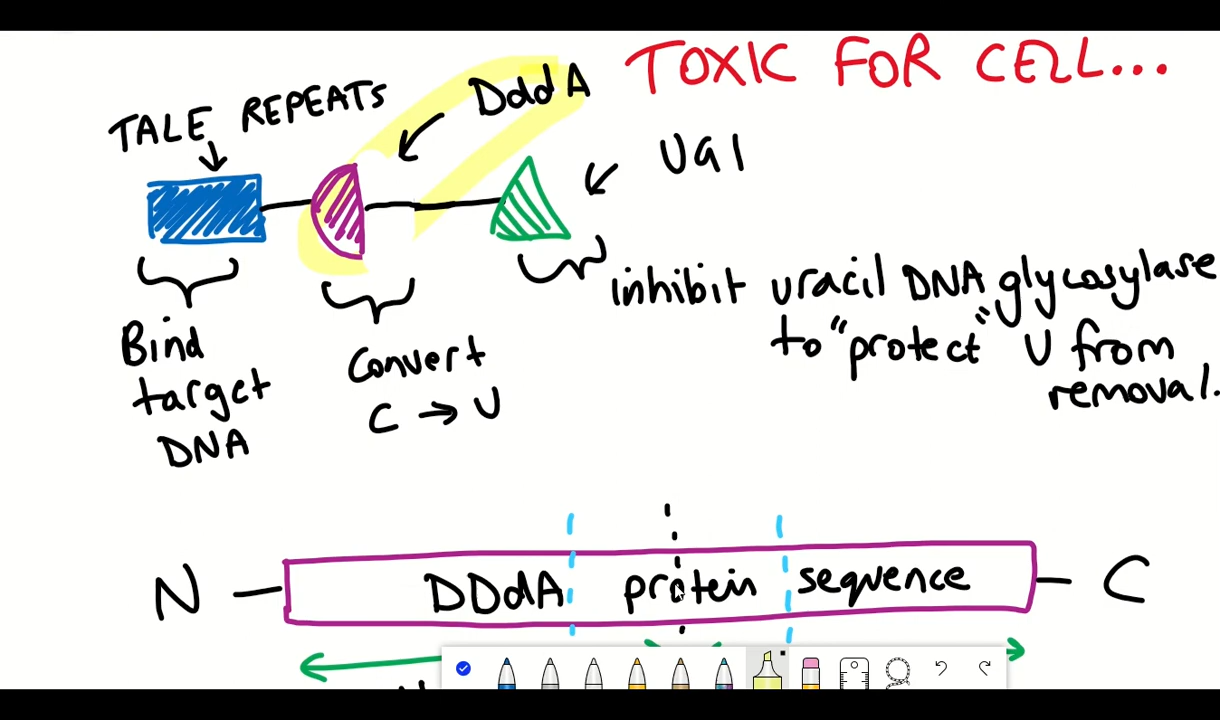 TOXIC FOR CELL...
TALE REPEATS
DddA
UGI
Bind
target
DNA
Convert
C → U
inhibit uracil DNA glycosylase
to "protect" U from
removal.
N
DDdA protein sequence
C